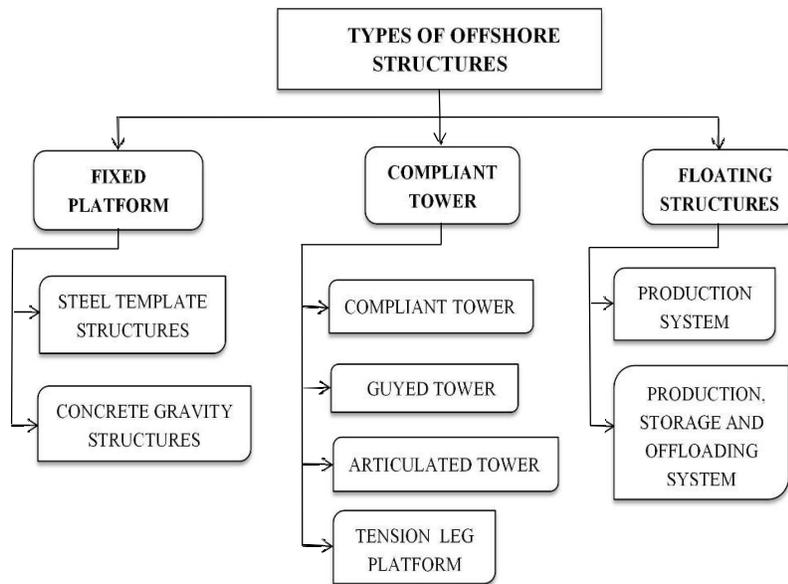 TYPES OF OFFSHORE
STRUCTURES
FIXED
PLATFORM
STEEL TEMPLATE
STRUCTURES
CONCRETE GRAVITY
STRUCTURES
COMPLIANT
TOWER
COMPLIANT TOWER
GUYED TOWER
ARTICULATED TOWER
TENSION LEG
PLATFORM
FLOATING
STRUCTURES
PRODUCTION
SYSTEM
PRODUCTION,
STORAGE AND
OFFLOADING
SYSTEM